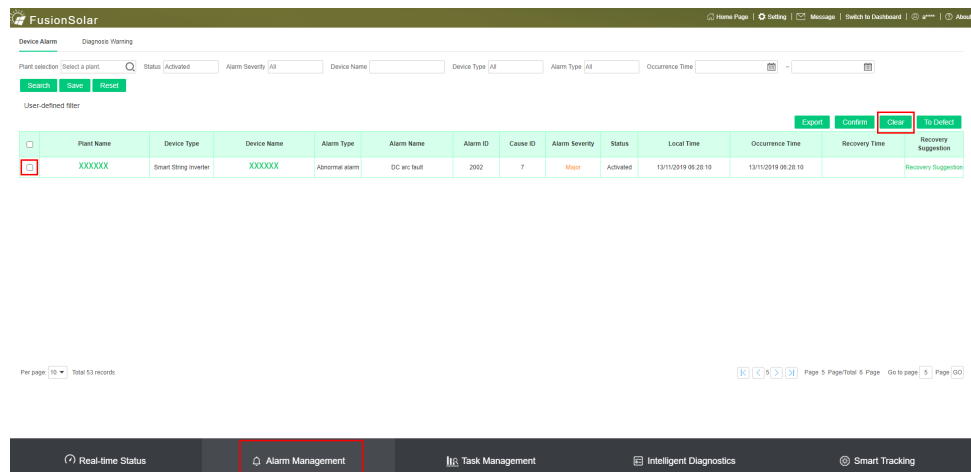 FusionSolar
Home Page | Setting | Message | Switch to Dashboard | a**** | About
Device Alarm Diagnosis Warning
Plant selection Select a plant. Status Activated Alarm Severity All Device Name Device Type All Alarm Type All Occurrence Time –
Search Save Reset
User-defined filter
Export Confirm Clear To Defect
Plant Name Device Type Device Name Alarm Type Alarm Name Alarm ID Cause ID Alarm Severity Status Local Time Occurrence Time Recovery Time Recovery
Suggestion
XXXXXX Smart String Inverter XXXXXX Abnormal alarm DC arc fault 2002 7 Major Activated 13/11/2019 06:28:10 13/11/2019 06:28:10 Recovery Suggestion
Per page: 10 Total 53 records 5 Page 5 Page/Total 6 Page Go to page 5 Page GO
Real-time Status Alarm Management Task Management Intelligent Diagnostics Smart Tracking